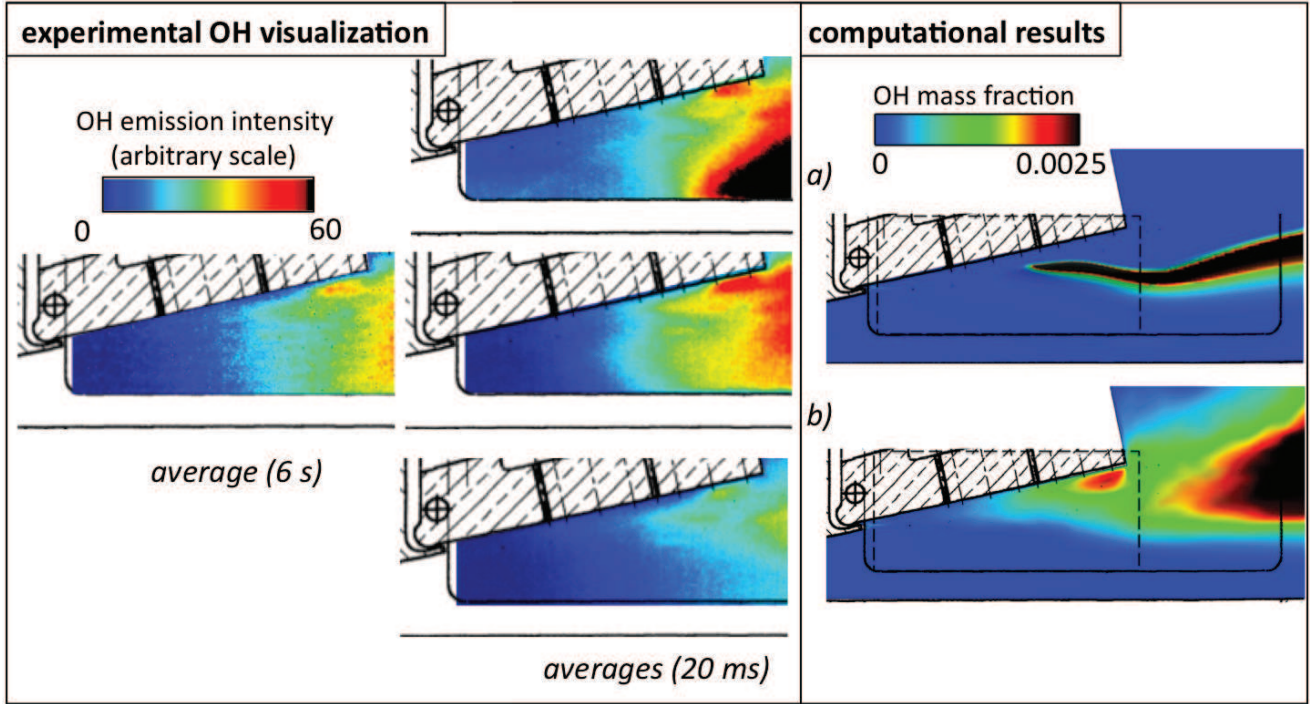 experimental OH visualization
OH emission intensity
(arbitrary scale)
0
60
average (6 s)
averages (20 ms)
computational results
OH mass fraction
0
0.0025
a)
b)